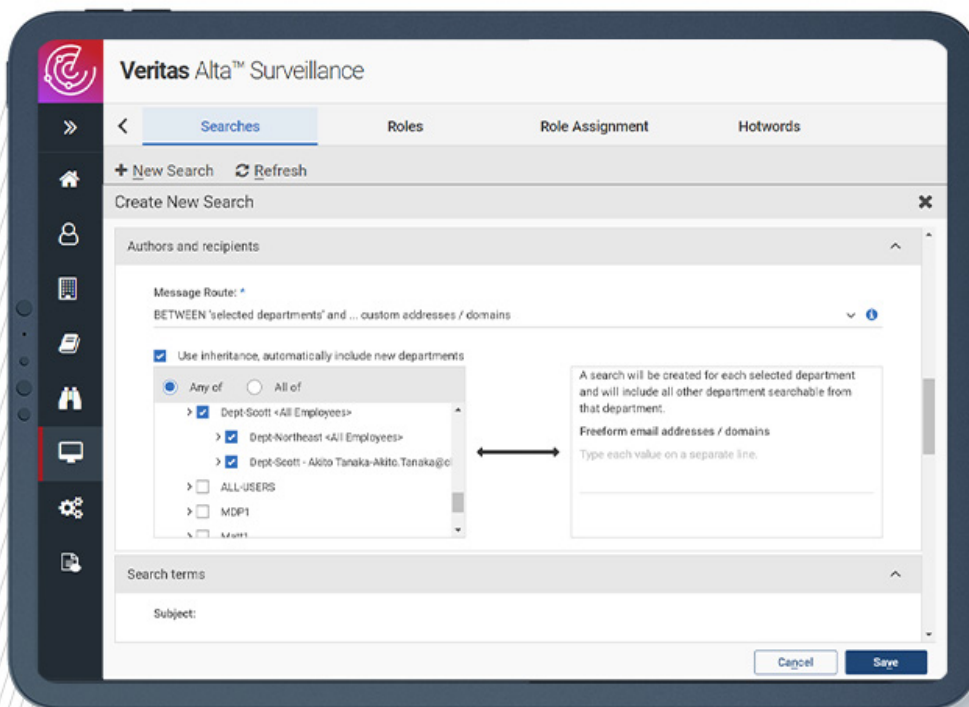 Veritas Alta™ Surveillance
Searches Roles Role Assignment Hotwords
New Search Refresh
Create New Search
Authors and recipients
Message Route: *
BETWEEN 'selected departments' and ... custom addresses / domains
Use inheritance, automatically include new departments
Any of All of
Dept-Scott <All Employees>
Dept-Northeast <All Employees>
Dept-Scott - Akito Tanaka-Akito.Tanaka@cl
ALL-USERS
MDP1
Matt1
A search will be created for each selected department
and will include all other department searchable from
that department.
Freeform email addresses / domains
Type each value on a separate line.
Search terms
Subject:
Cancel Save